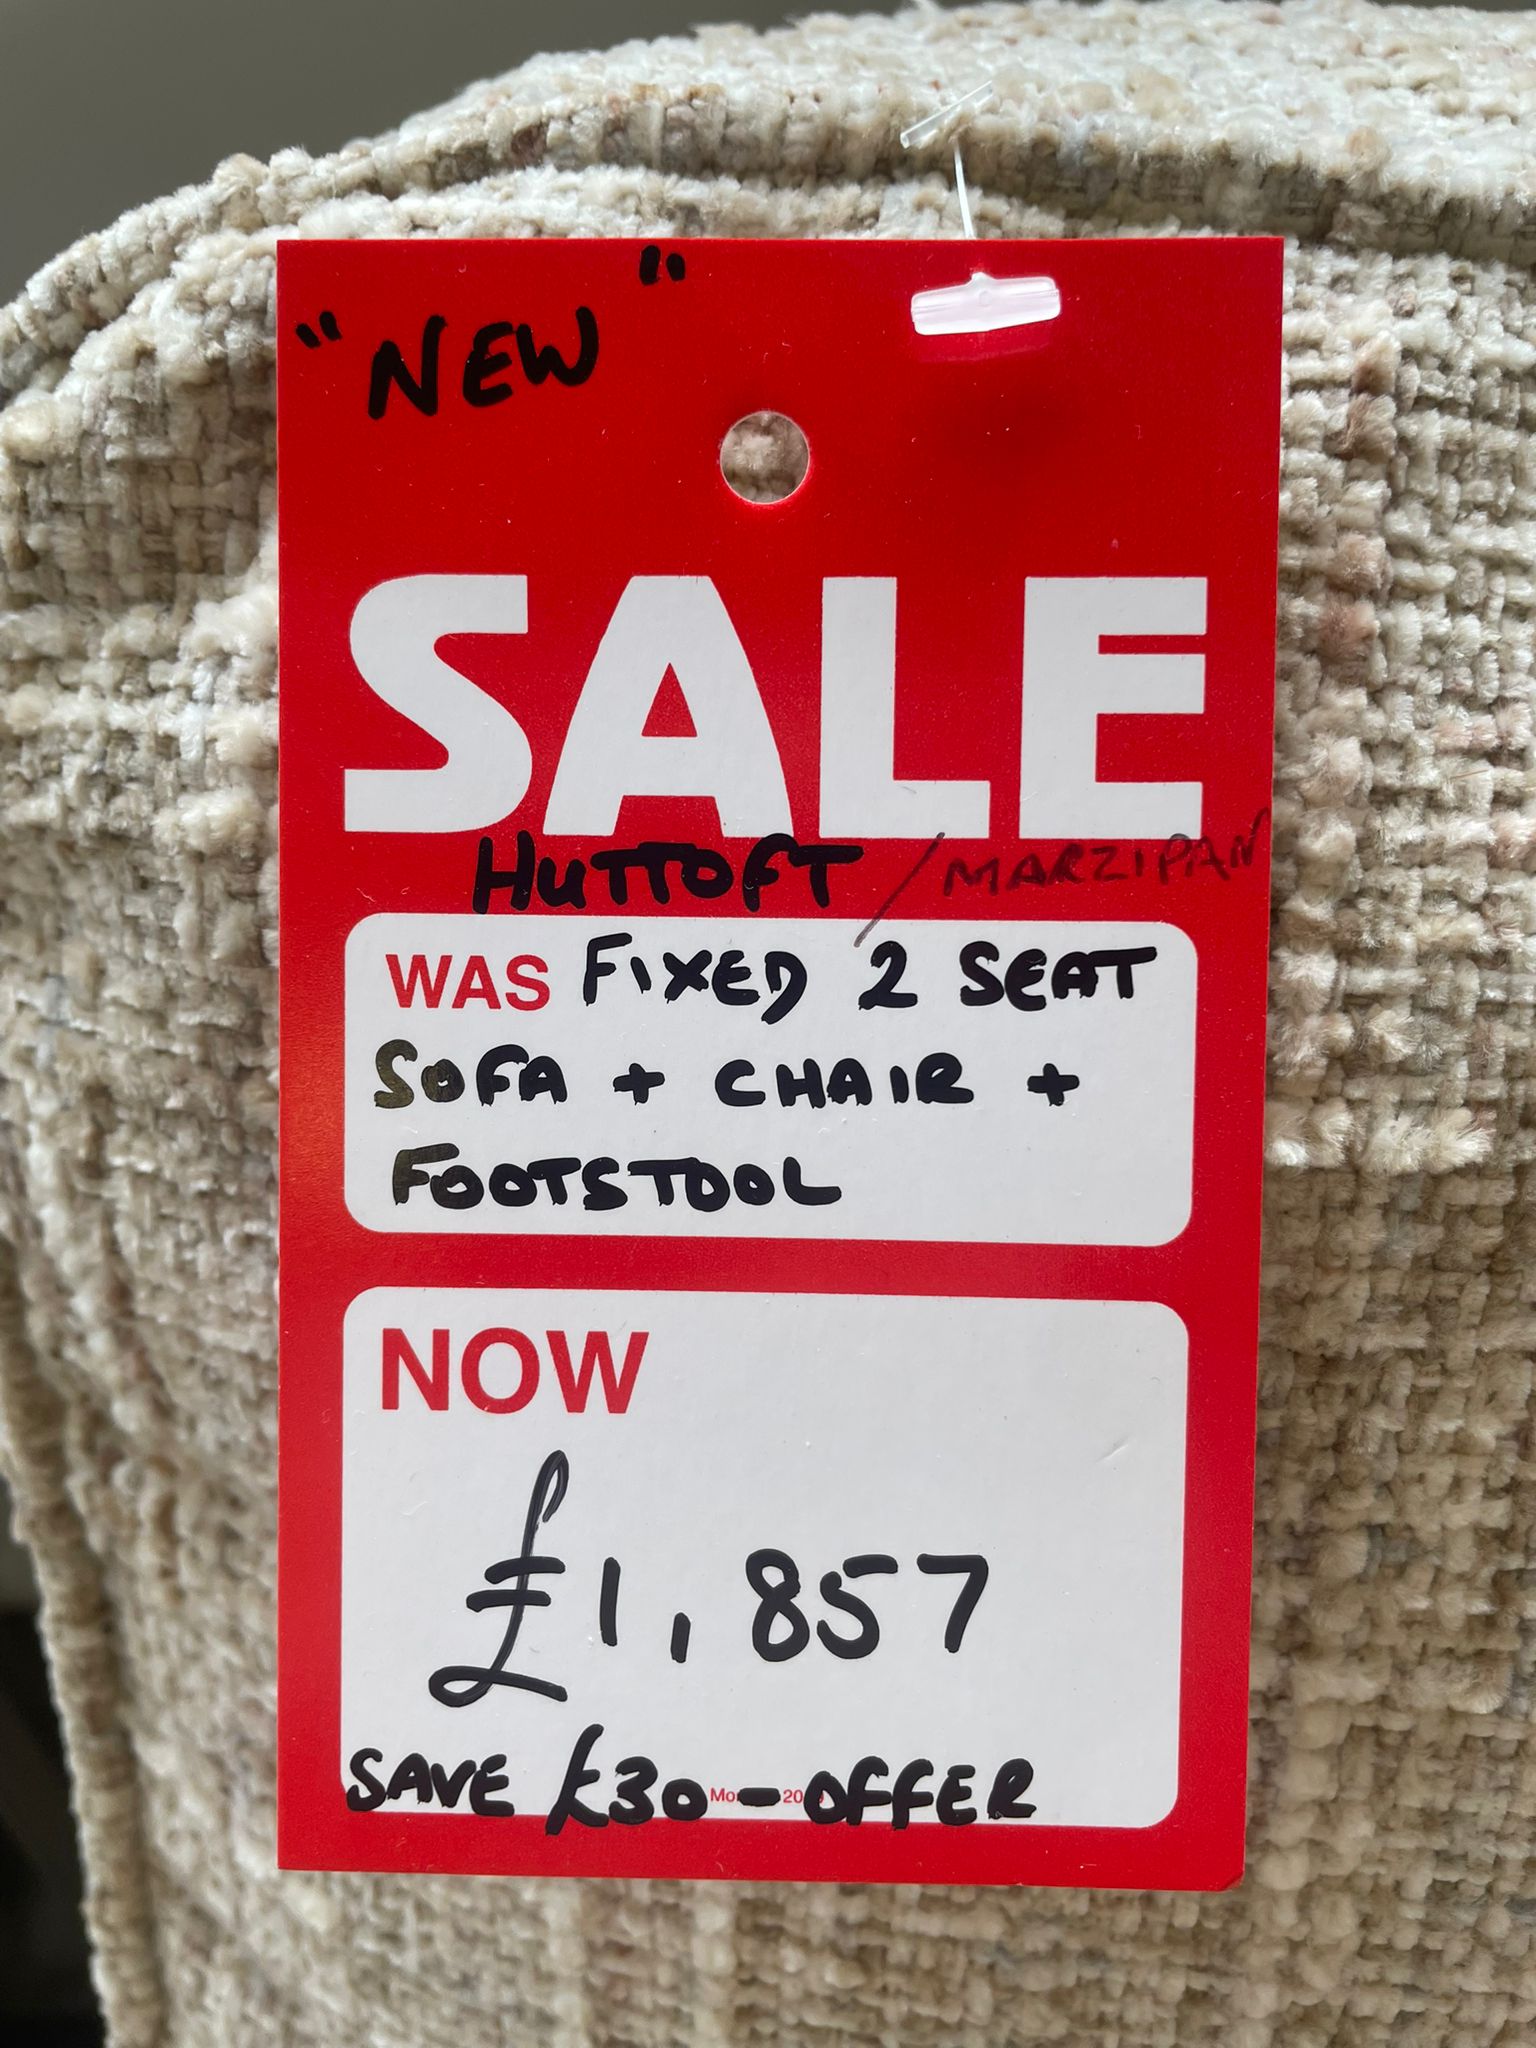 "NEW"
SALE
HUTTOFT / MARZIPAN
WAS FIXED 2 SEAT
SOFA + CHAIR +
FOOTSTOOL
NOW
£1,857
SAVE £30 - OFFER